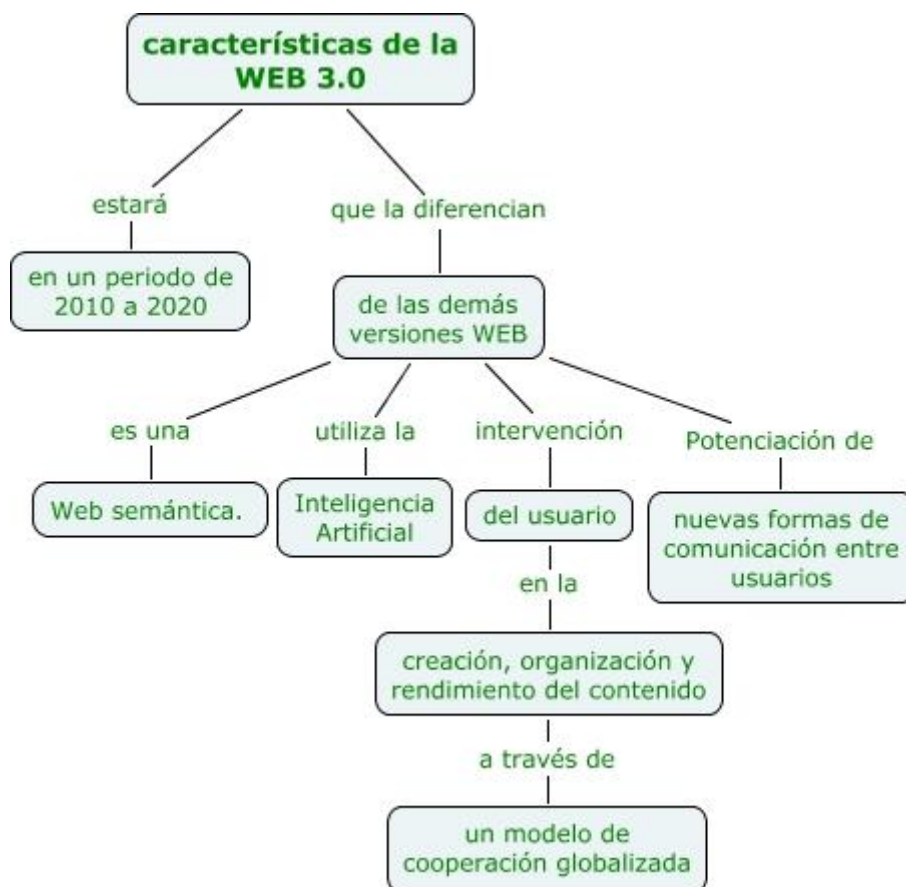 características de la
WEB 3.0
estará
que la diferencian
en un periodo de
2010 a 2020
de las demás
versiones WEB
es una
utiliza la
intervención
Potenciación de
Web semántica.
Inteligencia
Artificial
del usuario
nuevas formas de
comunicación entre
usuarios
en la
creación, organización y
rendimiento del contenido
a través de
un modelo de
cooperación globalizada